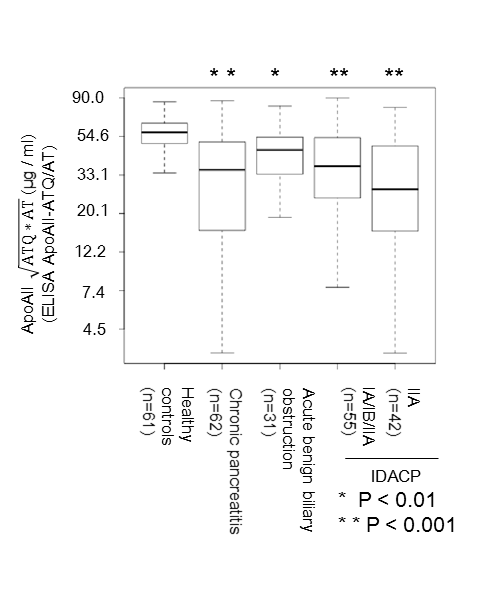 * * * ** **
90.0
54.6
33.1
20.1
12.2
7.4
4.5
ApoAII √ATQ * AT (μg / ml)
(ELISA ApoAII-ATQ/AT)
Healthy
controls
(n=61)
Chronic pancreatitis
(n=62)
Acute benign biliary
obstruction
(n=31)
IA/IB/IIA
(n=55)
IIA
(n=42)
IDACP
* P < 0.01
* * P < 0.001